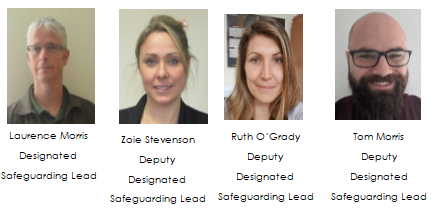 Laurence Morris
Designated
Safeguarding Lead
Zoie Stevenson
Deputy
Designated
Safeguarding Lead
Ruth O'Grady
Deputy
Designated
Safeguarding Lead
Tom Morris
Deputy
Designated
Safeguarding Lead